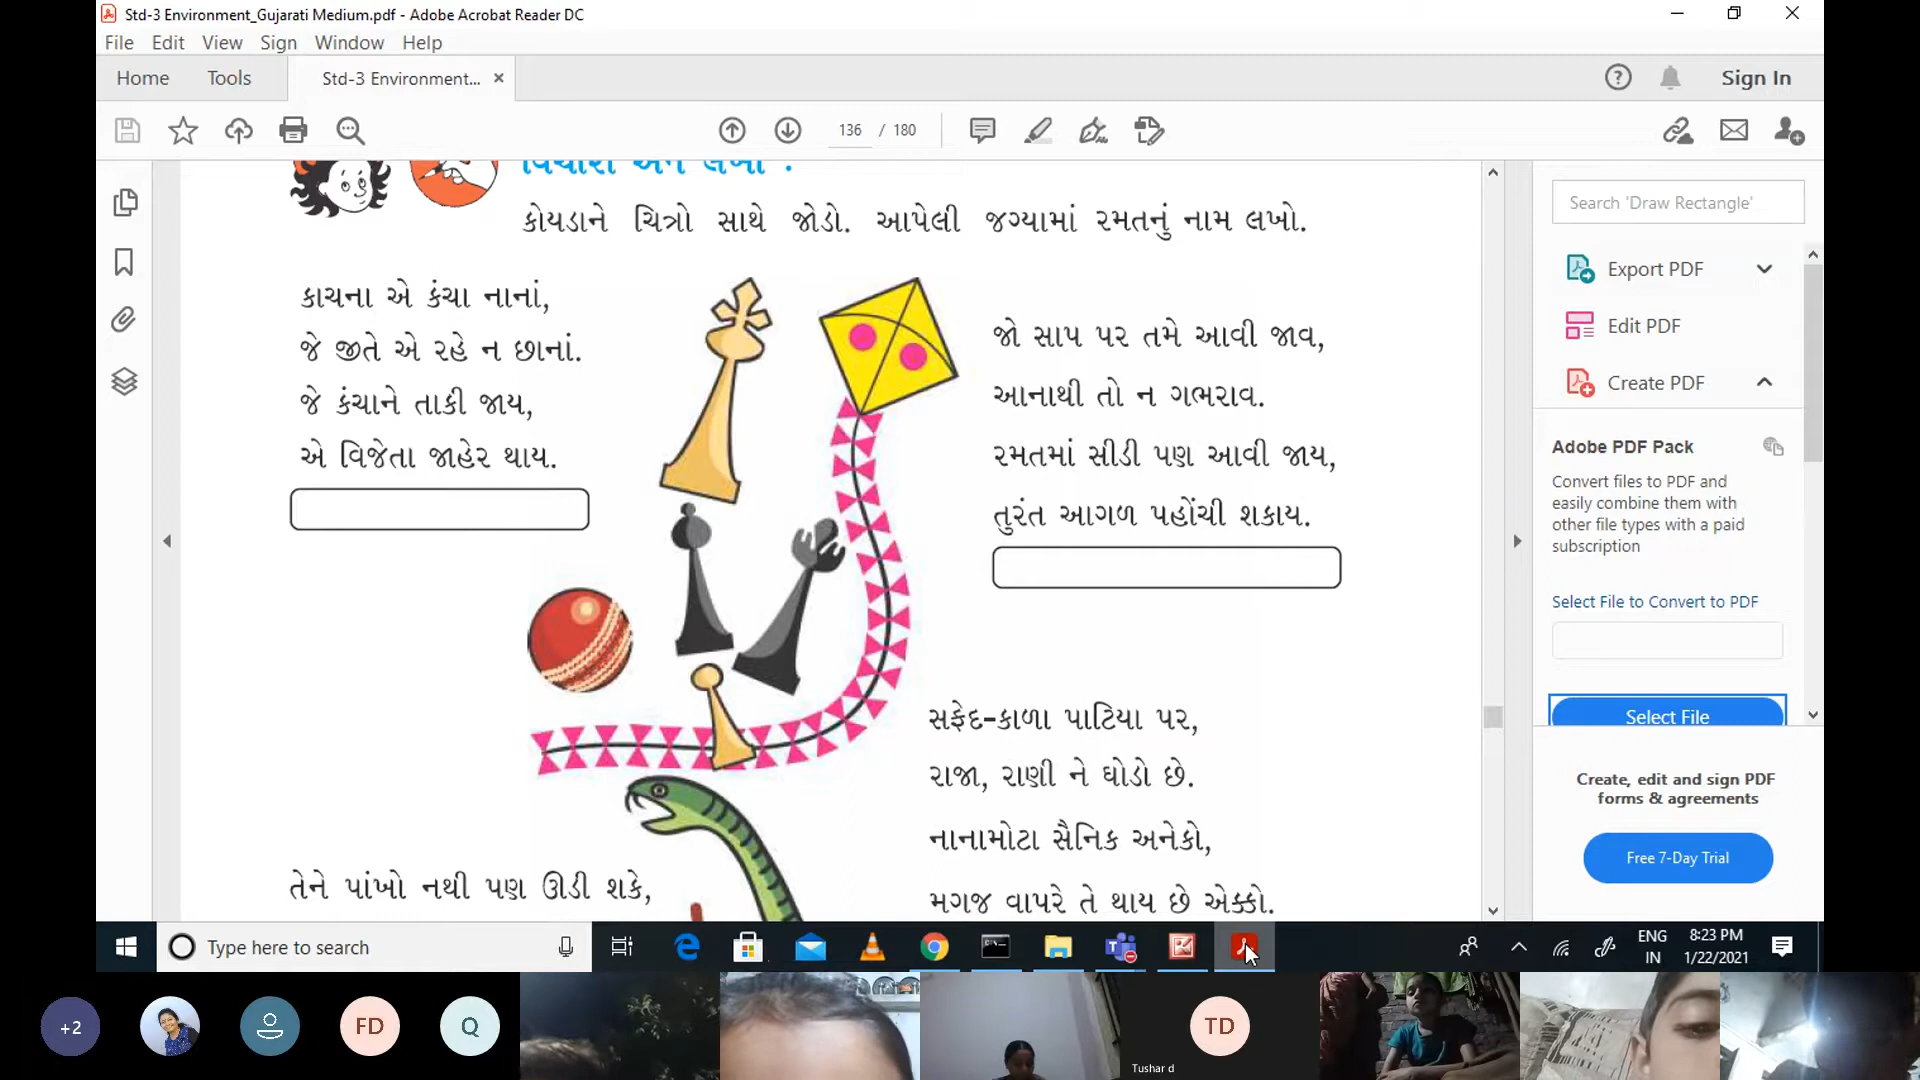 Std-3 Environment_Gujarati Medium.pdf - Adobe Acrobat Reader DC
File Edit View Sign Window Help
Home Tools Std-3 Environment... × Sign In
136 / 180
વિચારો અને લખો :
કોયડાને ચિત્રો સાથે જોડો. આપેલી જગ્યામાં રમતનું નામ લખો.
કાચના એ કંચા નાનાં,
જે જીતે એ રહે ન છાનાં.
જે કંચાને તાકી જાય,
એ વિજેતા જાહેર થાય.
જો સાપ પર તમે આવી જાવ,
આનાથી તો ન ગભરાવ.
રમતમાં સીડી પણ આવી જાય,
તુરંત આગળ પહોંચી શકાય.
સફેદ-કાળા પાટિયા પર,
રાજા, રાણી ને ઘોડો છે.
નાનામોટા સૈનિક અનેકો,
મગજ વાપરે તે થાય છે એક્કો.
તેને પાંખો નથી પણ ઊડી શકે,
Search 'Draw Rectangle'
Export PDF
Edit PDF
Create PDF
Adobe PDF Pack
Convert files to PDF and
easily combine them with
other file types with a paid
subscription
Select File to Convert to PDF
Select File
Create, edit and sign PDF
forms & agreements
Free 7-Day Trial
Type here to search
ENG
IN
8:23 PM
1/22/2021
+2
FD
Q
TD
Tushar d